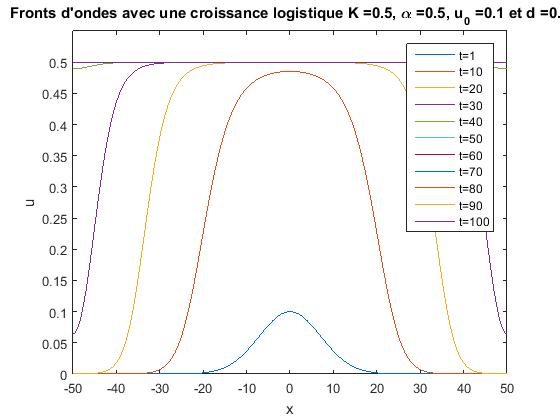 Fronts d'ondes avec une croissance logistique K =0.5, α =0.5, u0 =0.1 et d =0.
0.5
0.45
0.4
0.35
0.3
0.25
0.2
0.15
0.1
0.05
0
u
t=1
t=10
t=20
t=30
t=40
t=50
t=60
t=70
t=80
t=90
t=100
-50 -40 -30 -20 -10 0 10 20 30 40 50
x